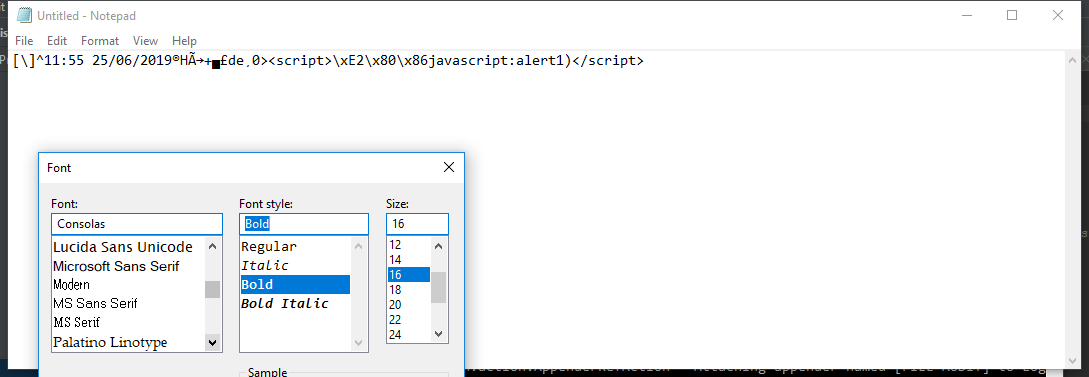 Untitled - Notepad
File Edit Format View Help
[\]^11:55 25/06/2019®HÃ→+▄£de¸0><script>\xE2\x80\x86javascript:alert1)</script>
Font
Font: Font style: Size:
Consolas Bold 16
Lucida Sans Unicode Regular 12
Microsoft Sans Serif Italic 14
Modern Bold 16
MS Sans Serif Bold Italic 18
MS Serif 20
Palatino Linotype 22
24
Sample